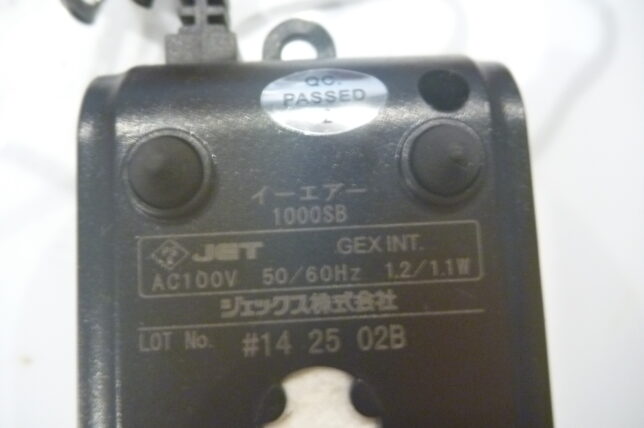 QC.
PASSED
イーエアー
1000SB
JET GEX INT.
AC100V 50/60Hz 1.2/1.1W
ジェックス株式会社
LOT No. #14 25 02B